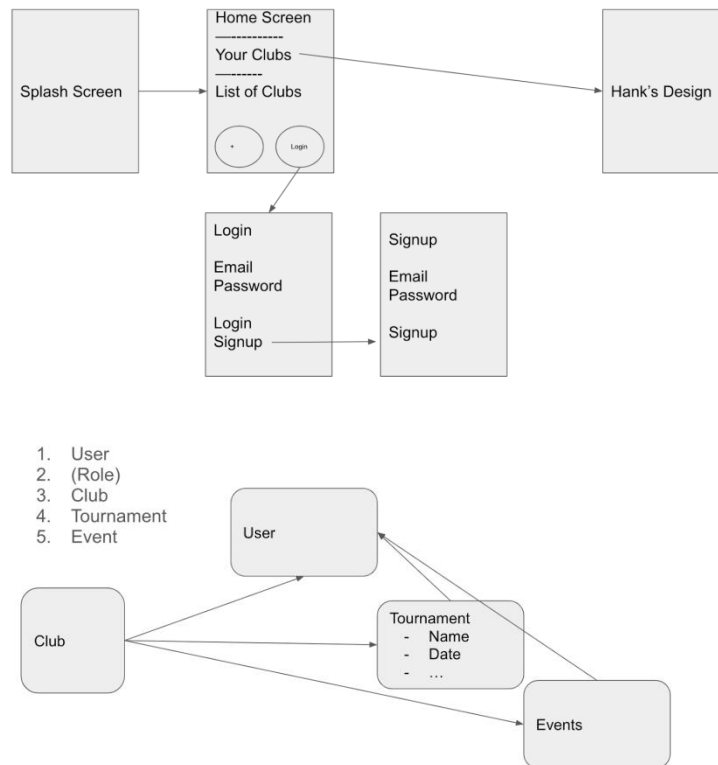 Splash Screen
Home Screen
—-----------
Your Clubs
—-------
List of Clubs
+
Login
Hank's Design
Login
Email
Password
Login
Signup
Signup
Email
Password
Signup
1. User
2. (Role)
3. Club
4. Tournament
5. Event
User
Club
Tournament
- Name
- Date
- …
Events